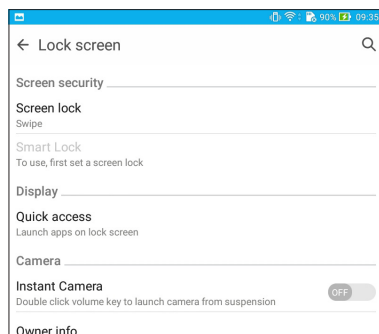 90% 09:35
Lock screen
Screen security
Screen lock
Swipe
Smart Lock
To use, first set a screen lock
Display
Quick access
Launch apps on lock screen
Camera
Instant Camera
OFF
Double click volume key to launch camera from suspension
Owner info